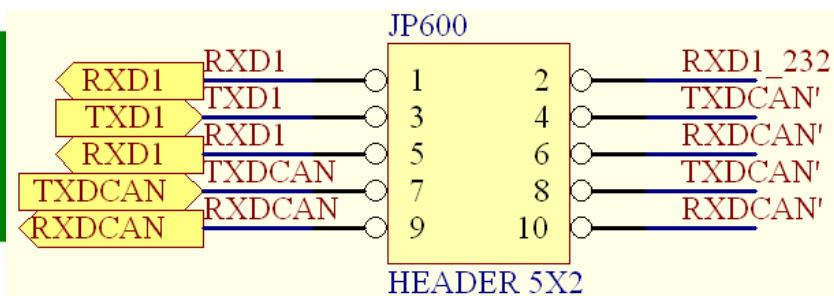 JP600
RXD1 RXD1 1 2 RXD1_232
TXD1 TXD1 3 4 TXDCAN'
RXD1 RXD1 5 6 RXDCAN'
TXDCAN TXDCAN 7 8 TXDCAN'
RXDCAN RXDCAN 9 10 RXDCAN'
HEADER 5X2